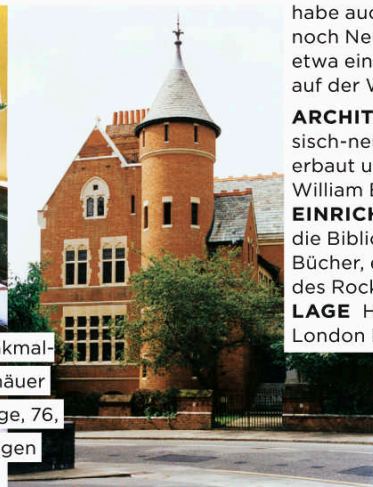 habe auc
noch Ne
etwa ein
auf der V
ARCHIT
sisch-ne
erbaut u
William B
EINRICH
die Biblio
Bücher, e
des Rock
LAGE H
London
kmal-
häuer
ge, 76,
gen